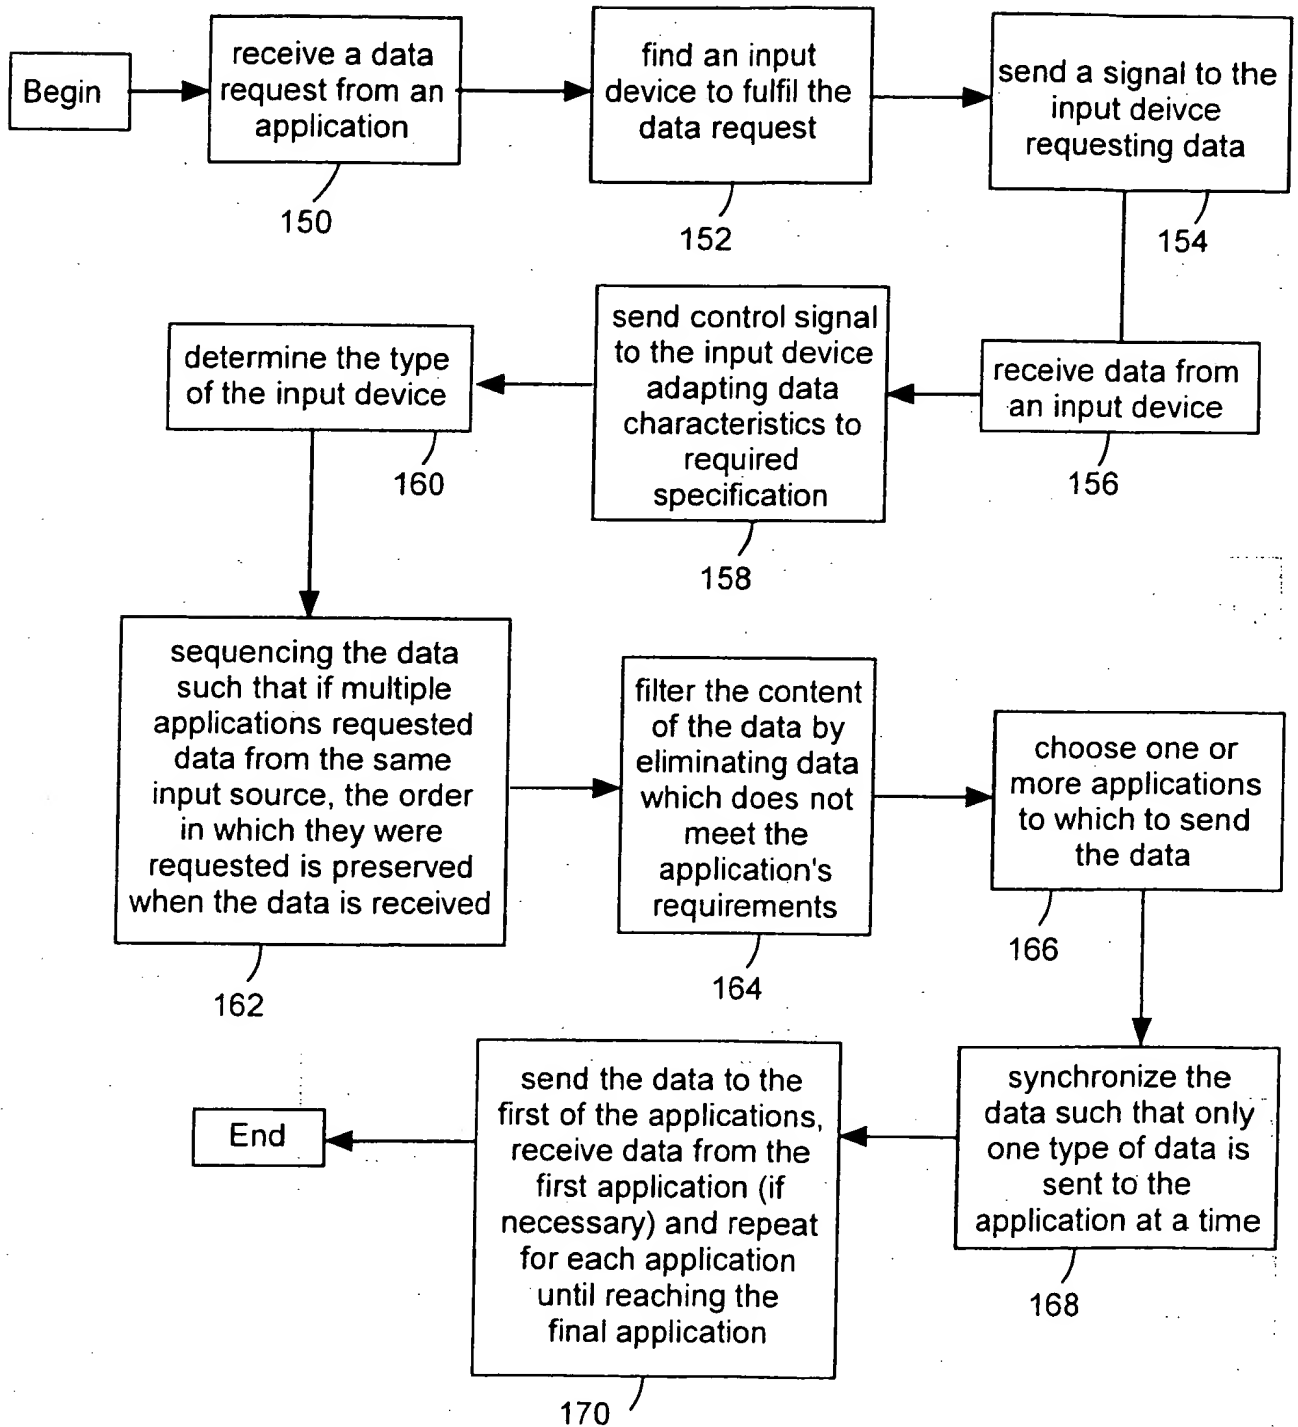 Begin
receive a data
request from an
application
150
find an input
device to fulfil the
data request
152
send a signal to the
input deivce
requesting data
154
receive data from
an input device
156
send control signal
to the input device
adapting data
characteristics to
required
specification
158
determine the type
of the input device
160
sequencing the data
such that if multiple
applications requested
data from the same
input source, the order
in which they were
requested is preserved
when the data is received
162
filter the content
of the data by
eliminating data
which does not
meet the
application's
requirements
164
choose one or
more applications
to which to send
the data
166
synchronize the
data such that only
one type of data is
sent to the
application at a time
168
send the data to the
first of the applications,
receive data from the
first application (if
necessary) and repeat
for each application
until reaching the
final application
170
End